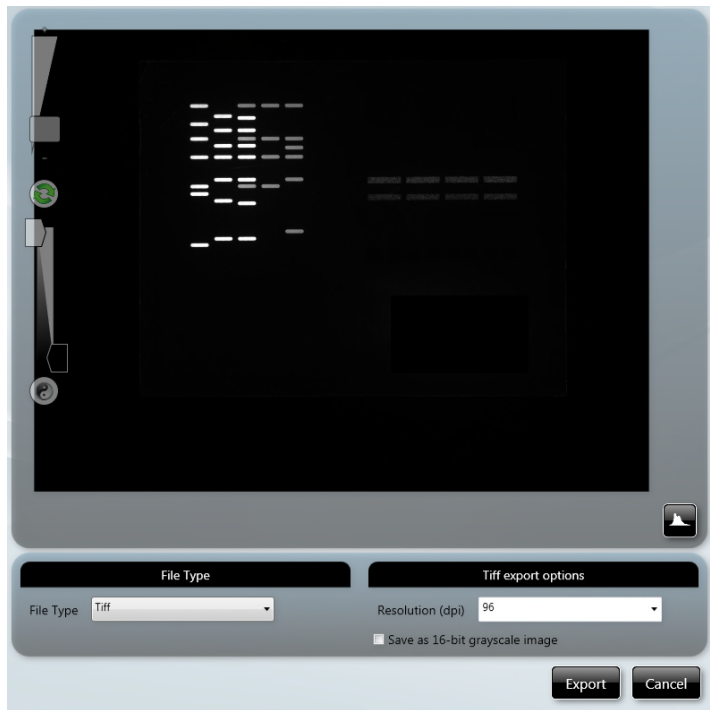 File Type
Tiff export options
File Type
Tiff
Resolution (dpi)
96
Save as 16-bit grayscale image
Export
Cancel